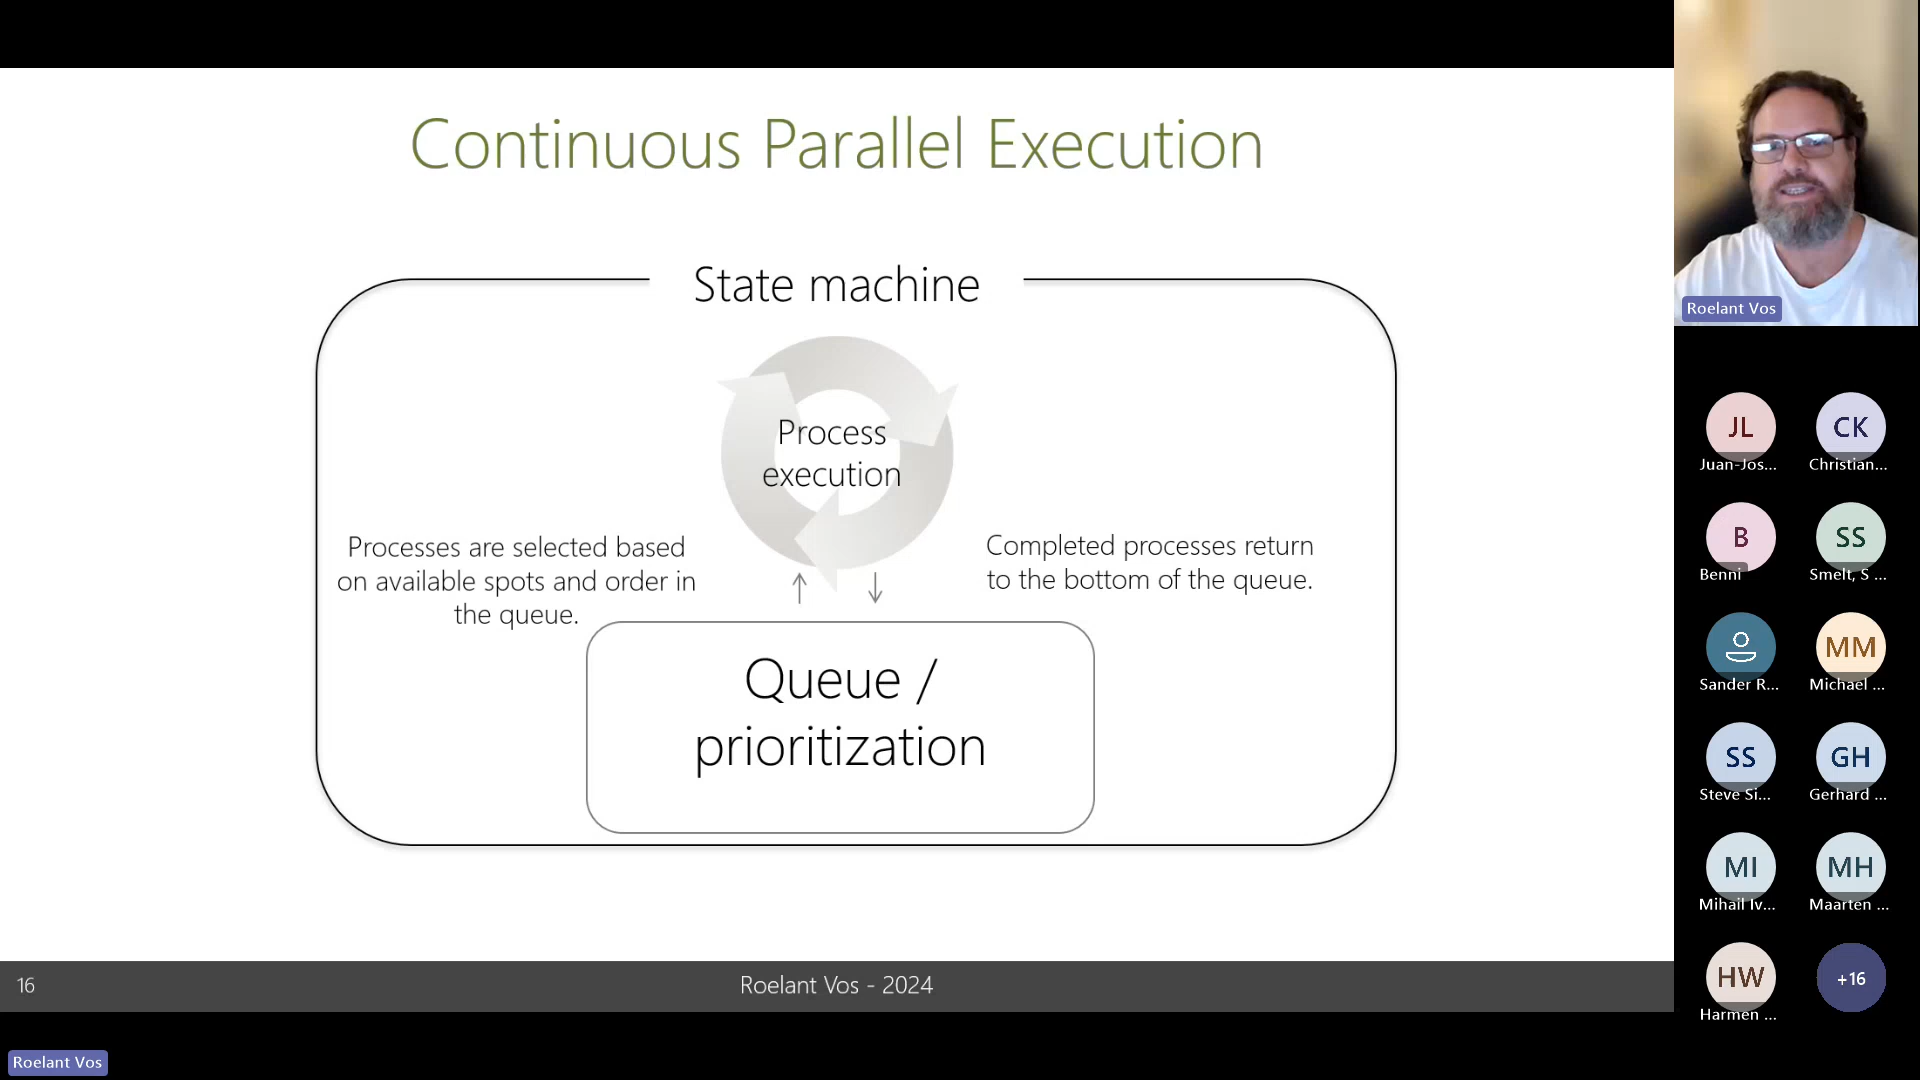 Continuous Parallel Execution
State machine
Process
execution
Processes are selected based
on available spots and order in
the queue.
Completed processes return
to the bottom of the queue.
Queue /
prioritization
16
Roelant Vos - 2024
Roelant Vos
Roelant Vos
JL
Juan-Jos...
CK
Christian...
B
Benni
SS
Smelt, S ...
Sander R...
MM
Michael ...
SS
Steve Si...
GH
Gerhard ...
MI
Mihail Iv...
MH
Maarten ...
HW
Harmen ...
+16